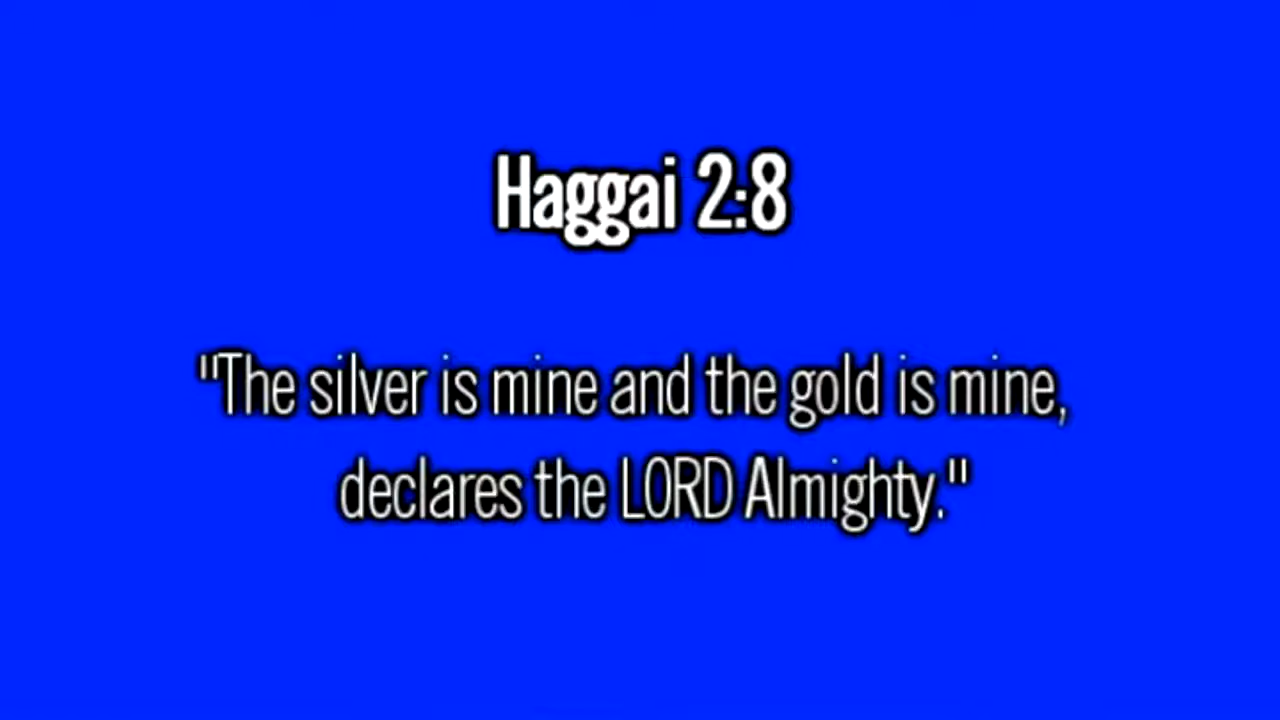 Haggai 2:8
"The silver is mine and the gold is mine,
declares the LORD Almighty."